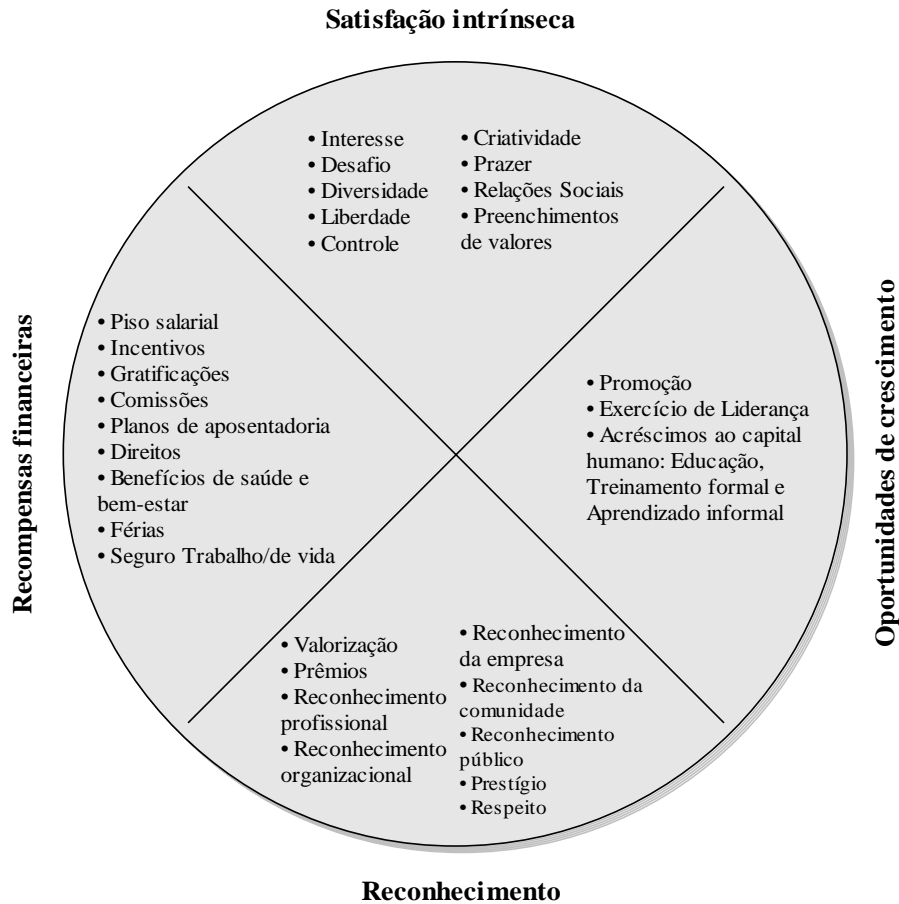 Satisfação intrínseca
• Interesse
• Desafio
• Diversidade
• Liberdade
• Controle
• Criatividade
• Prazer
• Relações Sociais
• Preenchimentos
de valores
Recompensas financeiras
• Piso salarial
• Incentivos
• Gratificações
• Comissões
• Planos de aposentadoria
• Direitos
• Benefícios de saúde e
bem-estar
• Férias
• Seguro Trabalho/de vida
• Promoção
• Exercício de Liderança
• Acréscimos ao capital
humano: Educação,
Treinamento formal e
Aprendizado informal
Oportunidades de crescimento
• Valorização
• Prêmios
• Reconhecimento
profissional
• Reconhecimento
organizacional
• Reconhecimento
da empresa
• Reconhecimento da
comunidade
• Reconhecimento
público
• Prestígio
• Respeito
Reconhecimento